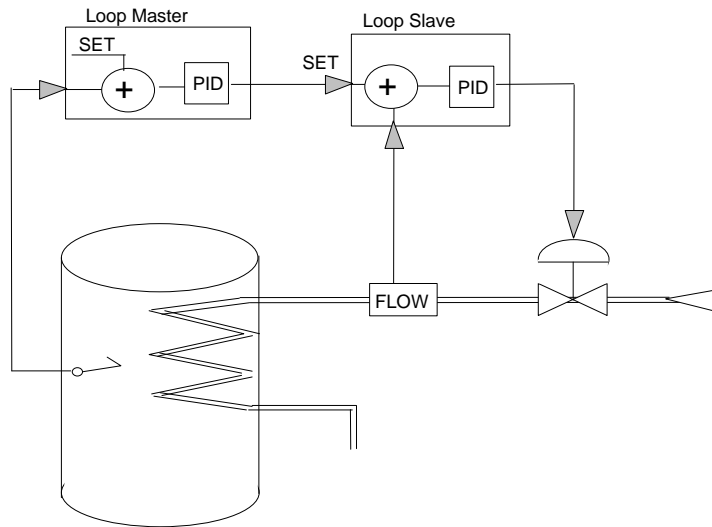 Loop Master
Loop Slave
SET
+
PID
SET
+
PID
FLOW